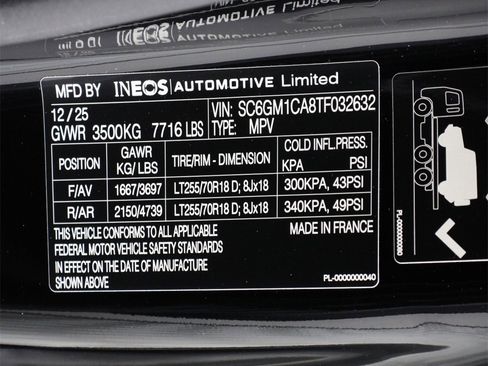 MFD BY INEOS | AUTOMOTIVE Limited
12 / 25 VIN: SC6GM1CA8TF032632
GVWR 3500KG 7716 LBS TYPE: MPV
POSITION GAWR KG/ LBS TIRE/RIM - DIMENSION COLD INFL.PRESS. KPA PSI
F/AV 1667/3697 LT255/70R18 D; 8Jx18 300KPA, 43PSI
R/AR 2150/4739 LT255/70R18 D; 8Jx18 340KPA, 49PSI
THIS VEHICLE CONFORMS TO ALL APPLICABLE MADE IN FRANCE
FEDERAL MOTOR VEHICLE SAFETY STANDARDS
IN EFFECT ON THE DATE OF MANUFACTURE
SHOWN ABOVE PL-0000000040